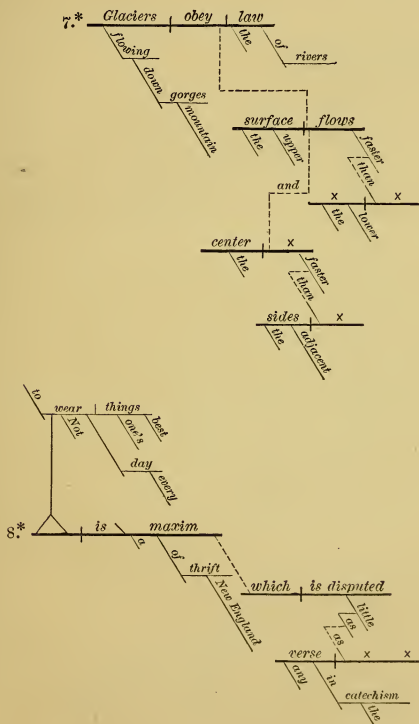 7.* Glaciers obey law
the
of
rivers
flowing
down
gorges
mountain
surface flows
the
upper
faster
than
x x
the
lower
and
center x
the
faster
than
sides x
the
adjacent
to
wear things
Not
one's
best
day
every
8.* is maxim
a
of
thrift
New England
which is disputed
little
as
as
verse x x
any
in
catechism
the